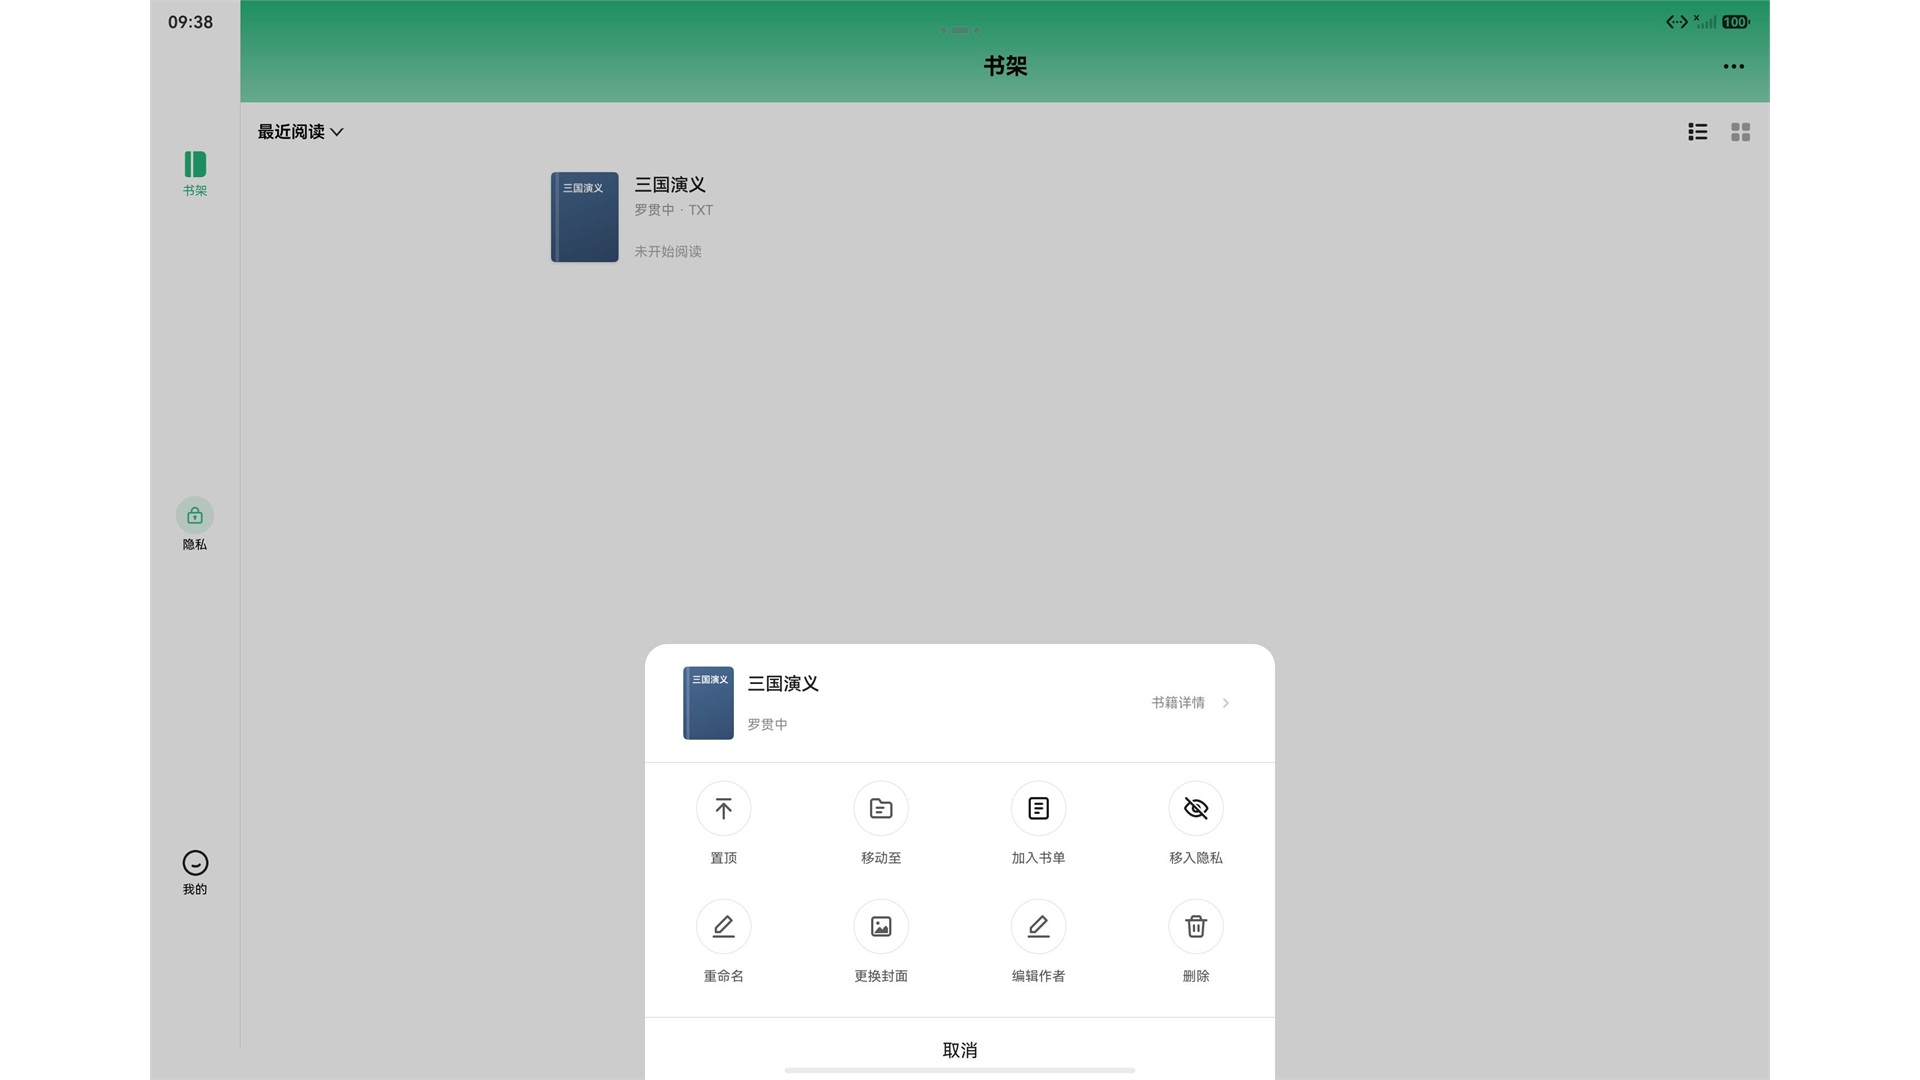 09:38
100
书架
最近阅读
书架
隐私
我的
三国演义
三国演义
罗贯中 · TXT
未开始阅读
三国演义
三国演义
罗贯中
书籍详情
置顶
移动至
加入书单
移入隐私
重命名
更换封面
编辑作者
删除
取消